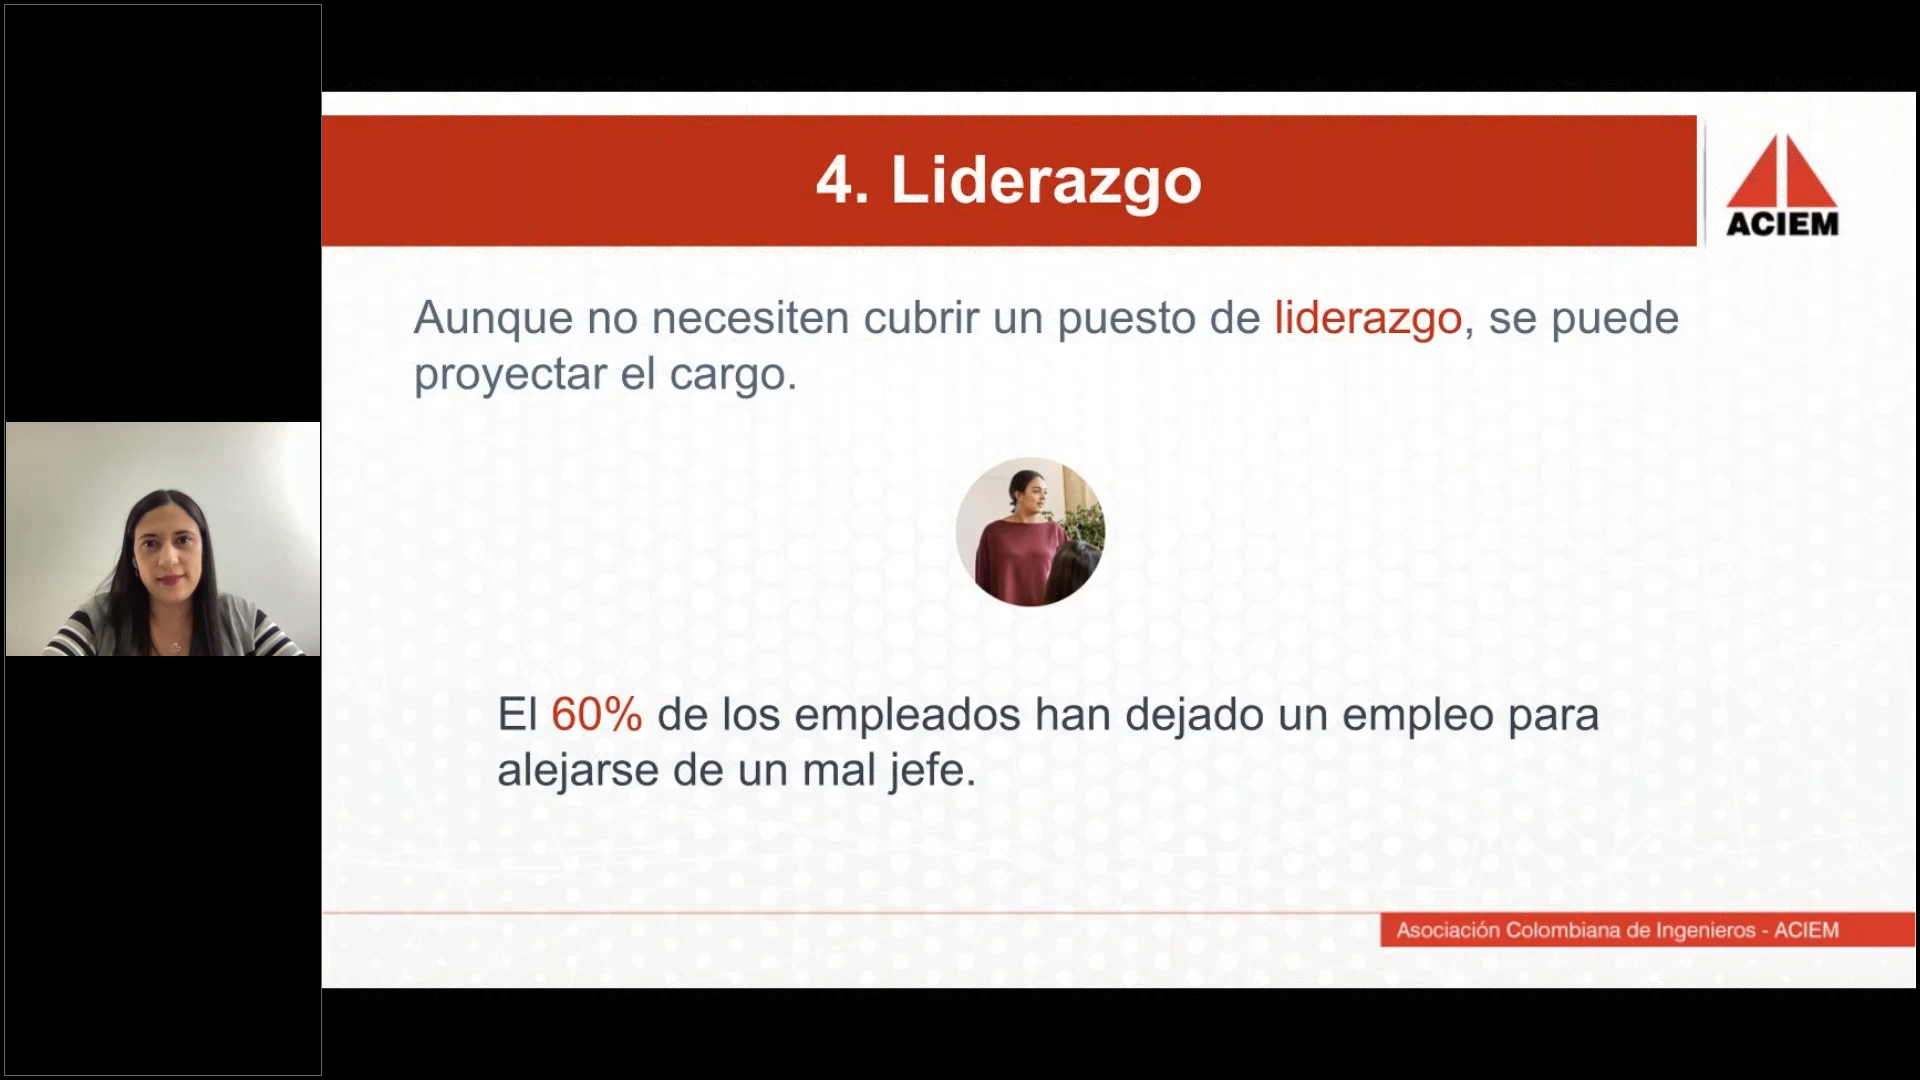 4. Liderazgo
ACIEM
Aunque no necesiten cubrir un puesto de liderazgo, se puede
proyectar el cargo.
El 60% de los empleados han dejado un empleo para
alejarse de un mal jefe.
Asociación Colombiana de Ingenieros - ACIEM